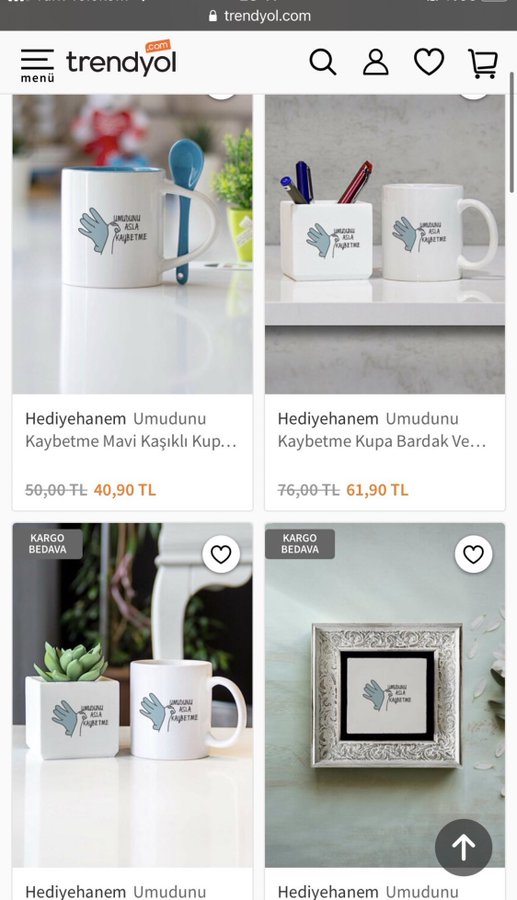 trendyol.com
menü
trendyol
.com
UMUDUNU
ASLA
KAYBETME
UMUDUNU
ASLA
KAYBETME
UMUDUNU
ASLA
KAYBETME
Hediyehanem Umudunu
Kaybetme Mavi Kaşıklı Kup...
50,00 TL 40,90 TL
Hediyehanem Umudunu
Kaybetme Kupa Bardak Ve...
76,00 TL 61,90 TL
KARGO
BEDAVA
UMUDUNU
ASLA
KAYBETME
UMUDUNU
ASLA
KAYBETME
KARGO
BEDAVA
UMUDUNU
ASLA
KAYBETME
Hediyehanem Umudunu
Hediyehanem Umudunu